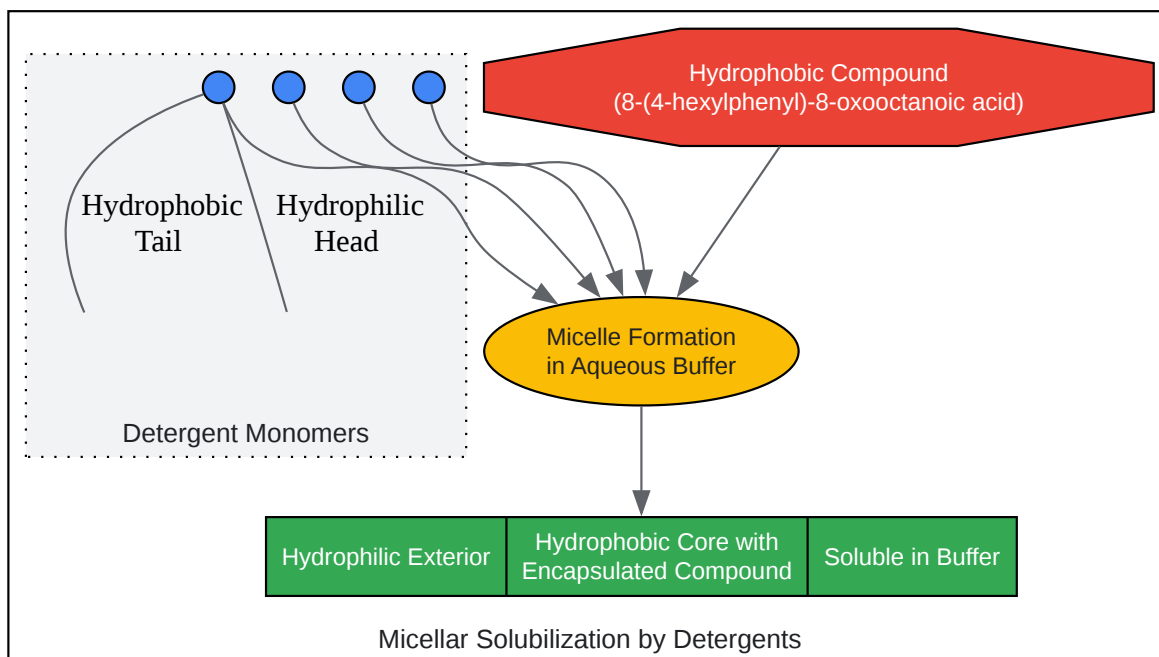 Hydrophobic Compound
(8-(4-hexylphenyl)-8-oxooctanoic acid)
Hydrophobic
Tail
Hydrophilic
Head
Micelle Formation
in Aqueous Buffer
Detergent Monomers
Hydrophilic Exterior
Hydrophobic Core with
Encapsulated Compound
Soluble in Buffer
Micellar Solubilization by Detergents